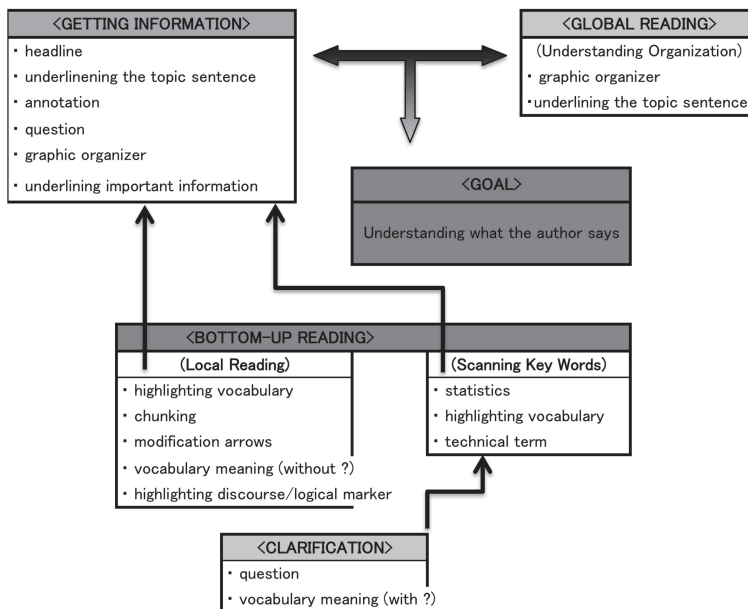 <GETTING INFORMATION>
・headline
・underlinening the topic sentence
・annotation
・question
・graphic organizer
・underlining important information
<GLOBAL READING>
(Understanding Organization)
・graphic organizer
・underlining the topic sentence
<GOAL>
Understanding what the author says
<BOTTOM-UP READING>
(Local Reading)
・highlighting vocabulary
・chunking
・modification arrows
・vocabulary meaning (without ?)
・highlighting discourse/logical marker
(Scanning Key Words)
・statistics
・highlighting vocabulary
・technical term
<CLARIFICATION>
・question
・vocabulary meaning (with ?)